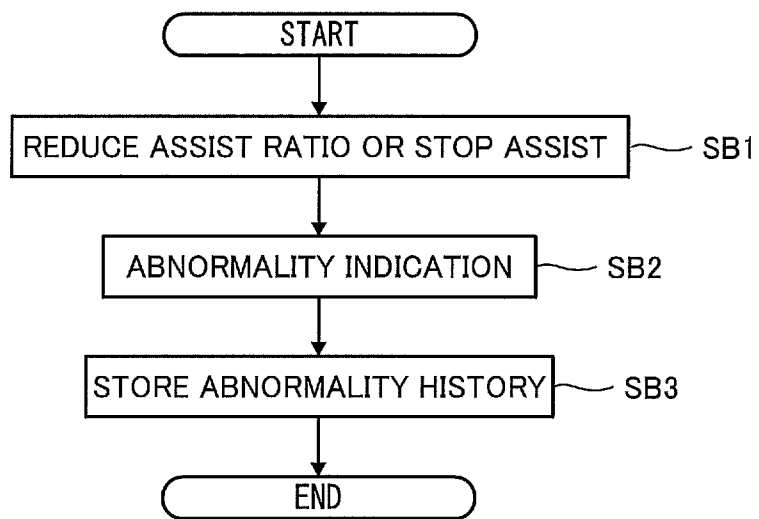 START
REDUCE ASSIST RATIO OR STOP ASSIST
SB1
ABNORMALITY INDICATION
SB2
STORE ABNORMALITY HISTORY
SB3
END